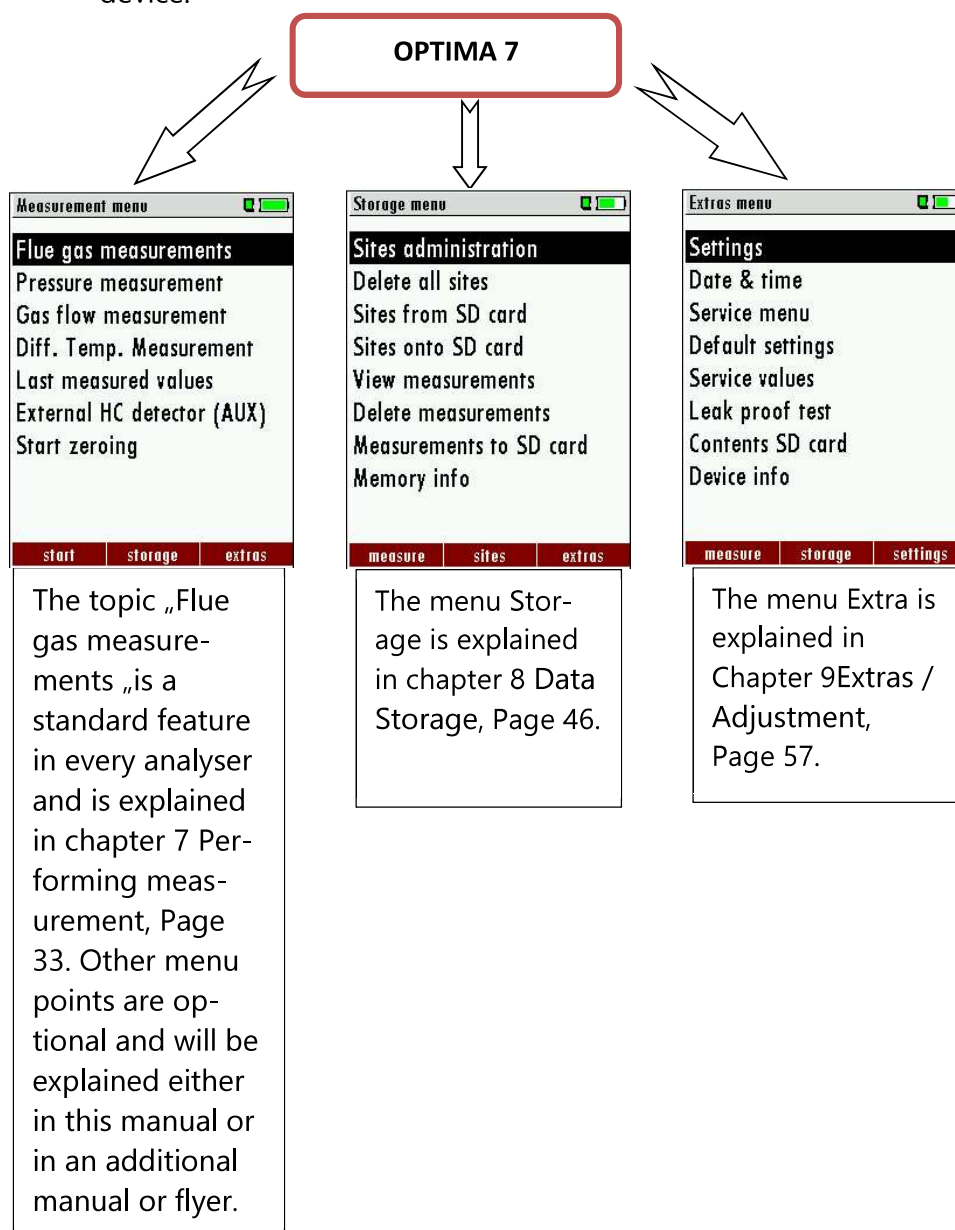 device.
OPTIMA 7
Measurement menu
Flue gas measurements
Pressure measurement
Gas flow measurement
Diff. Temp. Measurement
Last measured values
External HC detector (AUX)
Start zeroing
start storage extras
The topic „Flue
gas measure-
ments „is a
standard feature
in every analyser
and is explained
in chapter 7 Per-
forming meas-
urement, Page
33. Other menu
points are op-
tional and will be
explained either
in this manual or
in an additional
manual or flyer.
Storage menu
Sites administration
Delete all sites
Sites from SD card
Sites onto SD card
View measurements
Delete measurements
Measurements to SD card
Memory info
measure sites extras
The menu Stor-
age is explained
in chapter 8 Data
Storage, Page 46.
Extras menu
Settings
Date & time
Service menu
Default settings
Service values
Leak proof test
Contents SD card
Device info
measure storage settings
The menu Extra is
explained in
Chapter 9Extras /
Adjustment,
Page 57.